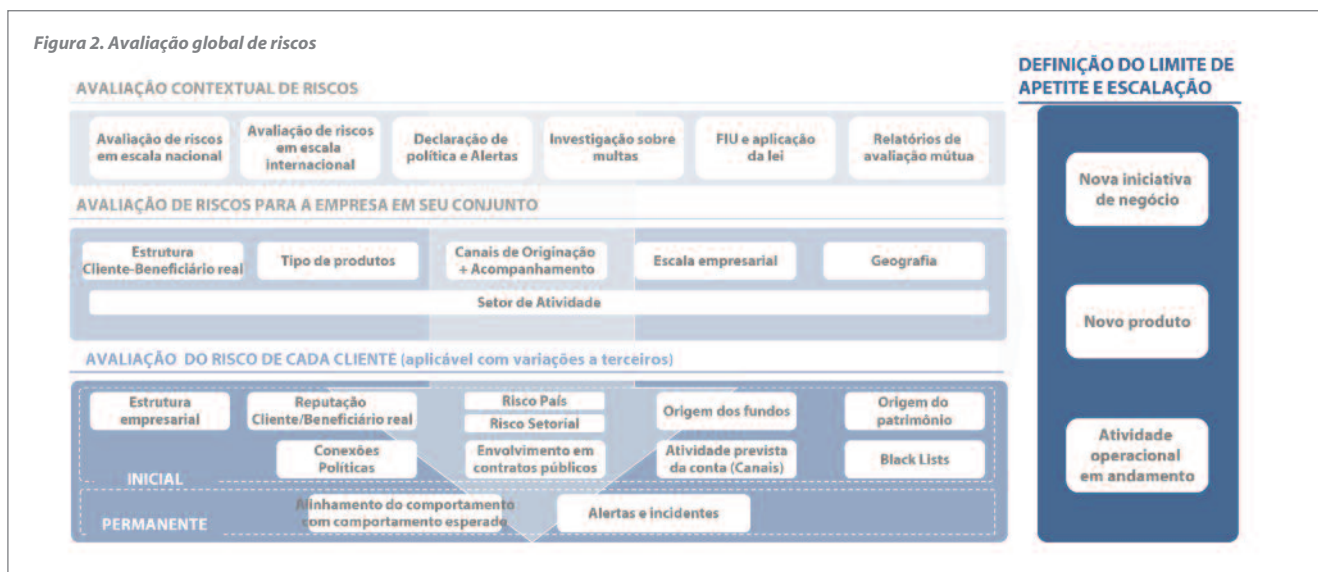 Figura 2. Avaliação global de riscos
AVALIAÇÃO CONTEXTUAL DE RISCOS
Avaliação de riscos
em escala nacional
Avaliação de riscos
em escala
internacional
Declaração de
política e Alertas
Investigação sobre
multas
FIU e aplicação
da lei
Relatórios de
avaliação mútua
AVALIAÇÃO DE RISCOS PARA A EMPRESA EM SEU CONJUNTO
Estrutura
Cliente-Beneficiário real
Tipo de produtos
Canais de Originação
+ Acompanhamento
Escala empresarial
Geografia
Setor de Atividade
AVALIAÇÃO DO RISCO DE CADA CLIENTE (aplicável com variações a terceiros)
Estrutura
empresarial
Reputação
Cliente/Beneficiário real
Risco País
Risco Setorial
Origem dos fundos
Origem do
patrimônio
Conexões
Políticas
Envolvimento em
contratos públicos
Atividade prevista
da conta (Canais)
Black Lists
INICIAL
Alinhamento do comportamento
com comportamento esperado
Alertas e incidentes
PERMANENTE
DEFINIÇÃO DO LIMITE DE
APETITE E ESCALAÇÃO
Nova iniciativa
de negócio
Novo produto
Atividade
operacional
em andamento